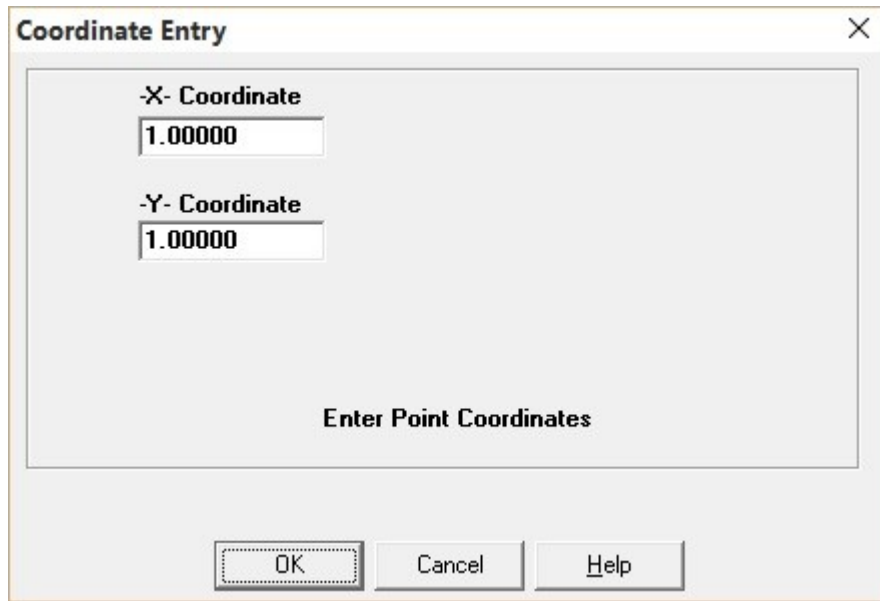 Coordinate Entry
-X- Coordinate
1.00000
-Y- Coordinate
1.00000
Enter Point Coordinates
OK Cancel Help